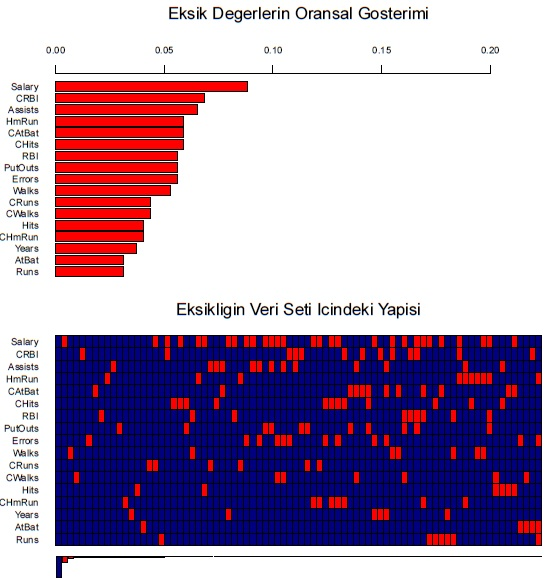 Eksik Degerlerin Oransal Gosterimi
0.00 0.05 0.10 0.15 0.20
Salary
CRBI
Assists
HmRun
CAtBat
CHits
RBI
PutOuts
Errors
Walks
CRuns
CWalks
Hits
CHmRun
Years
AtBat
Runs
Eksikligin Veri Seti Icindeki Yapisi
Salary
CRBI
Assists
HmRun
CAtBat
CHits
RBI
PutOuts
Errors
Walks
CRuns
CWalks
Hits
CHmRun
Years
AtBat
Runs